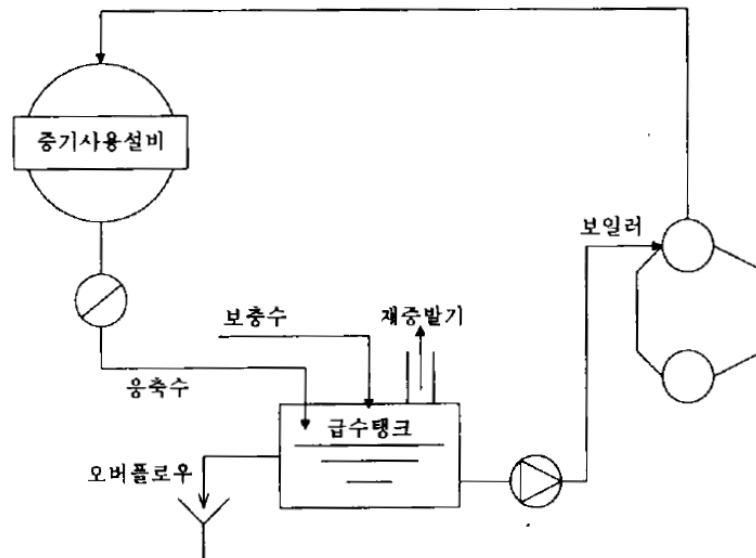 증기사용설비
보일러
보충수
재증발기
응축수
급수탱크
오버플로우